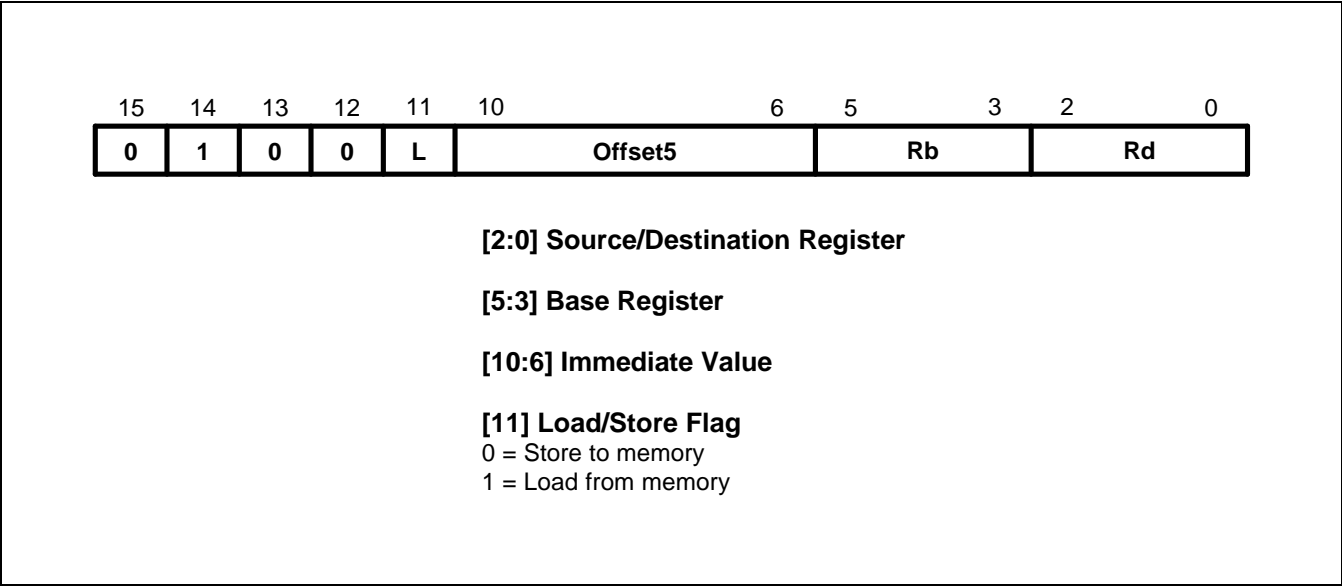 15 14 13 12 11 10 6 5 3 2 0
0 1 0 0 L Offset5 Rb Rd
[2:0] Source/Destination Register
[5:3] Base Register
[10:6] Immediate Value
[11] Load/Store Flag
0 = Store to memory
1 = Load from memory